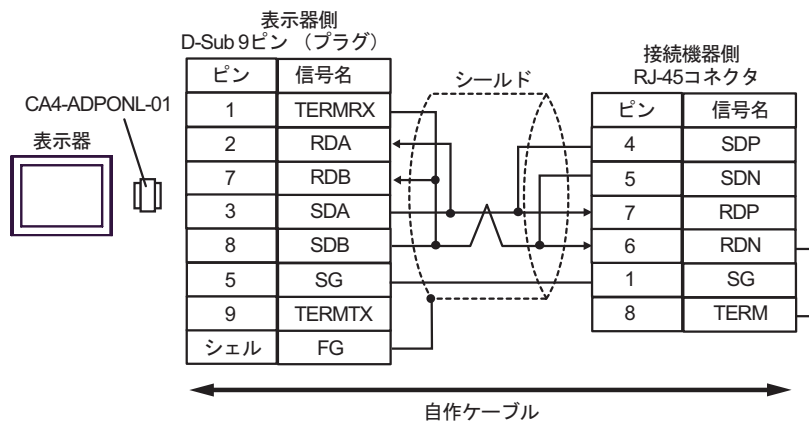 表示器側
D-Sub 9ピン （プラグ）
接続機器側
RJ-45コネクタ
CA4-ADPONL-01
表示器
シールド
ピン 信号名
1 TERMRX
2 RDA
7 RDB
3 SDA
8 SDB
5 SG
9 TERMTX
シェル FG
ピン 信号名
4 SDP
5 SDN
7 RDP
6 RDN
1 SG
8 TERM
自作ケーブル